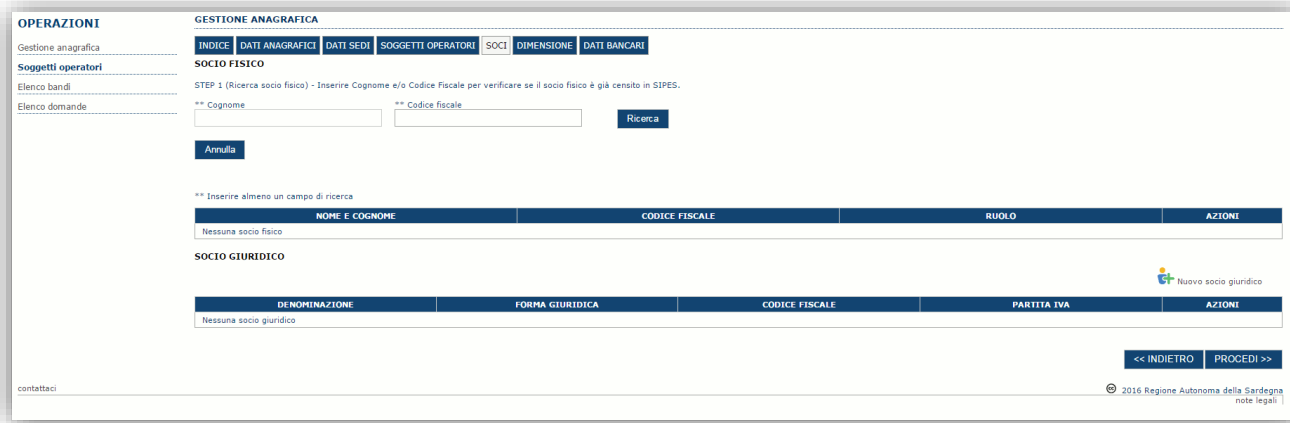 OPERAZIONI
Gestione anagrafica
Soggetti operatori
Elenco bandi
Elenco domande
GESTIONE ANAGRAFICA
INDICE DATI ANAGRAFICI DATI SEDI SOGGETTI OPERATORI SOCI DIMENSIONE DATI BANCARI
SOCIO FISICO
STEP 1 (Ricerca socio fisico) - Inserire Cognome e/o Codice Fiscale per verificare se il socio fisico è già censito in SIPES.
** Cognome ** Codice fiscale
Ricerca
Annulla
** Inserire almeno un campo di ricerca
NOME E COGNOME CODICE FISCALE RUOLO AZIONI
Nessuna socio fisico
SOCIO GIURIDICO
Nuovo socio giuridico
DENOMINAZIONE FORMA GIURIDICA CODICE FISCALE PARTITA IVA AZIONI
Nessuna socio giuridico
<< INDIETRO PROCEDI >>
contattaci
2016 Regione Autonoma della Sardegna
note legali